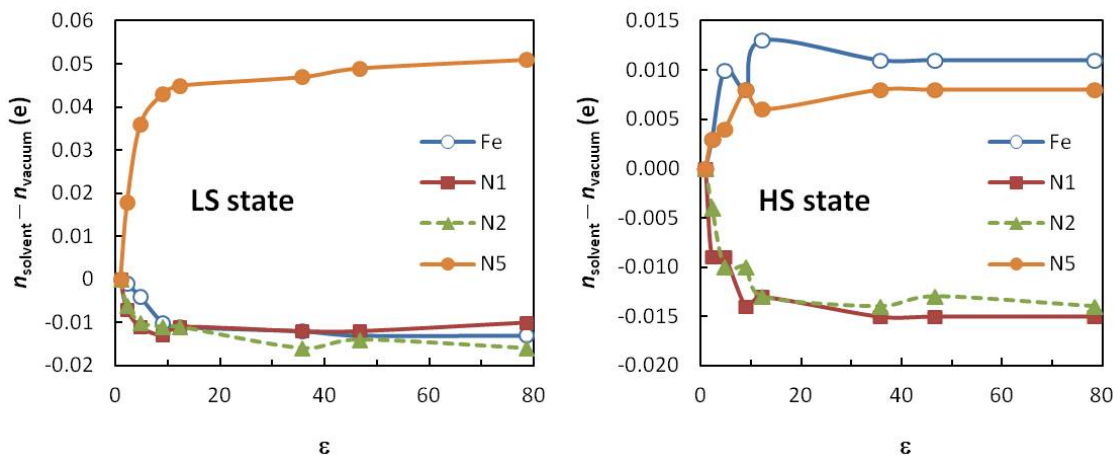 0.06
0.05
0.04
0.03
0.02
0.01
0
-0.01
-0.02
n_solvent – n_vacuum (e)
LS state
Fe
N1
N2
N5
0 20 40 60 80
ε
0.015
0.010
0.005
0.000
-0.005
-0.010
-0.015
-0.020
n_solvent – n_vacuum (e)
HS state
Fe
N1
N2
N5
0 20 40 60 80
ε